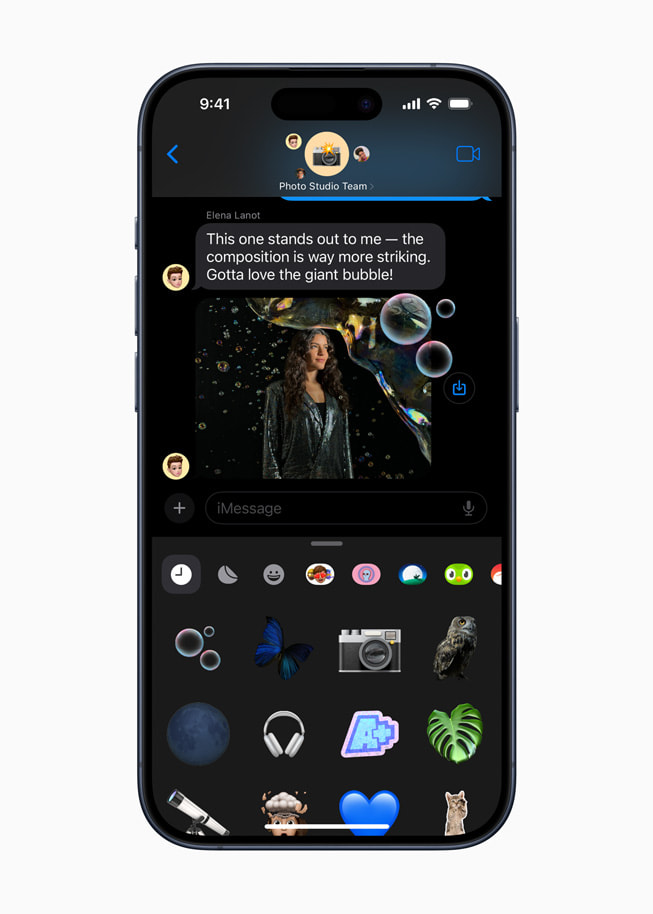 9:41
Photo Studio Team
Elena Lanot
This one stands out to me — the
composition is way more striking.
Gotta love the giant bubble!
iMessage
A+